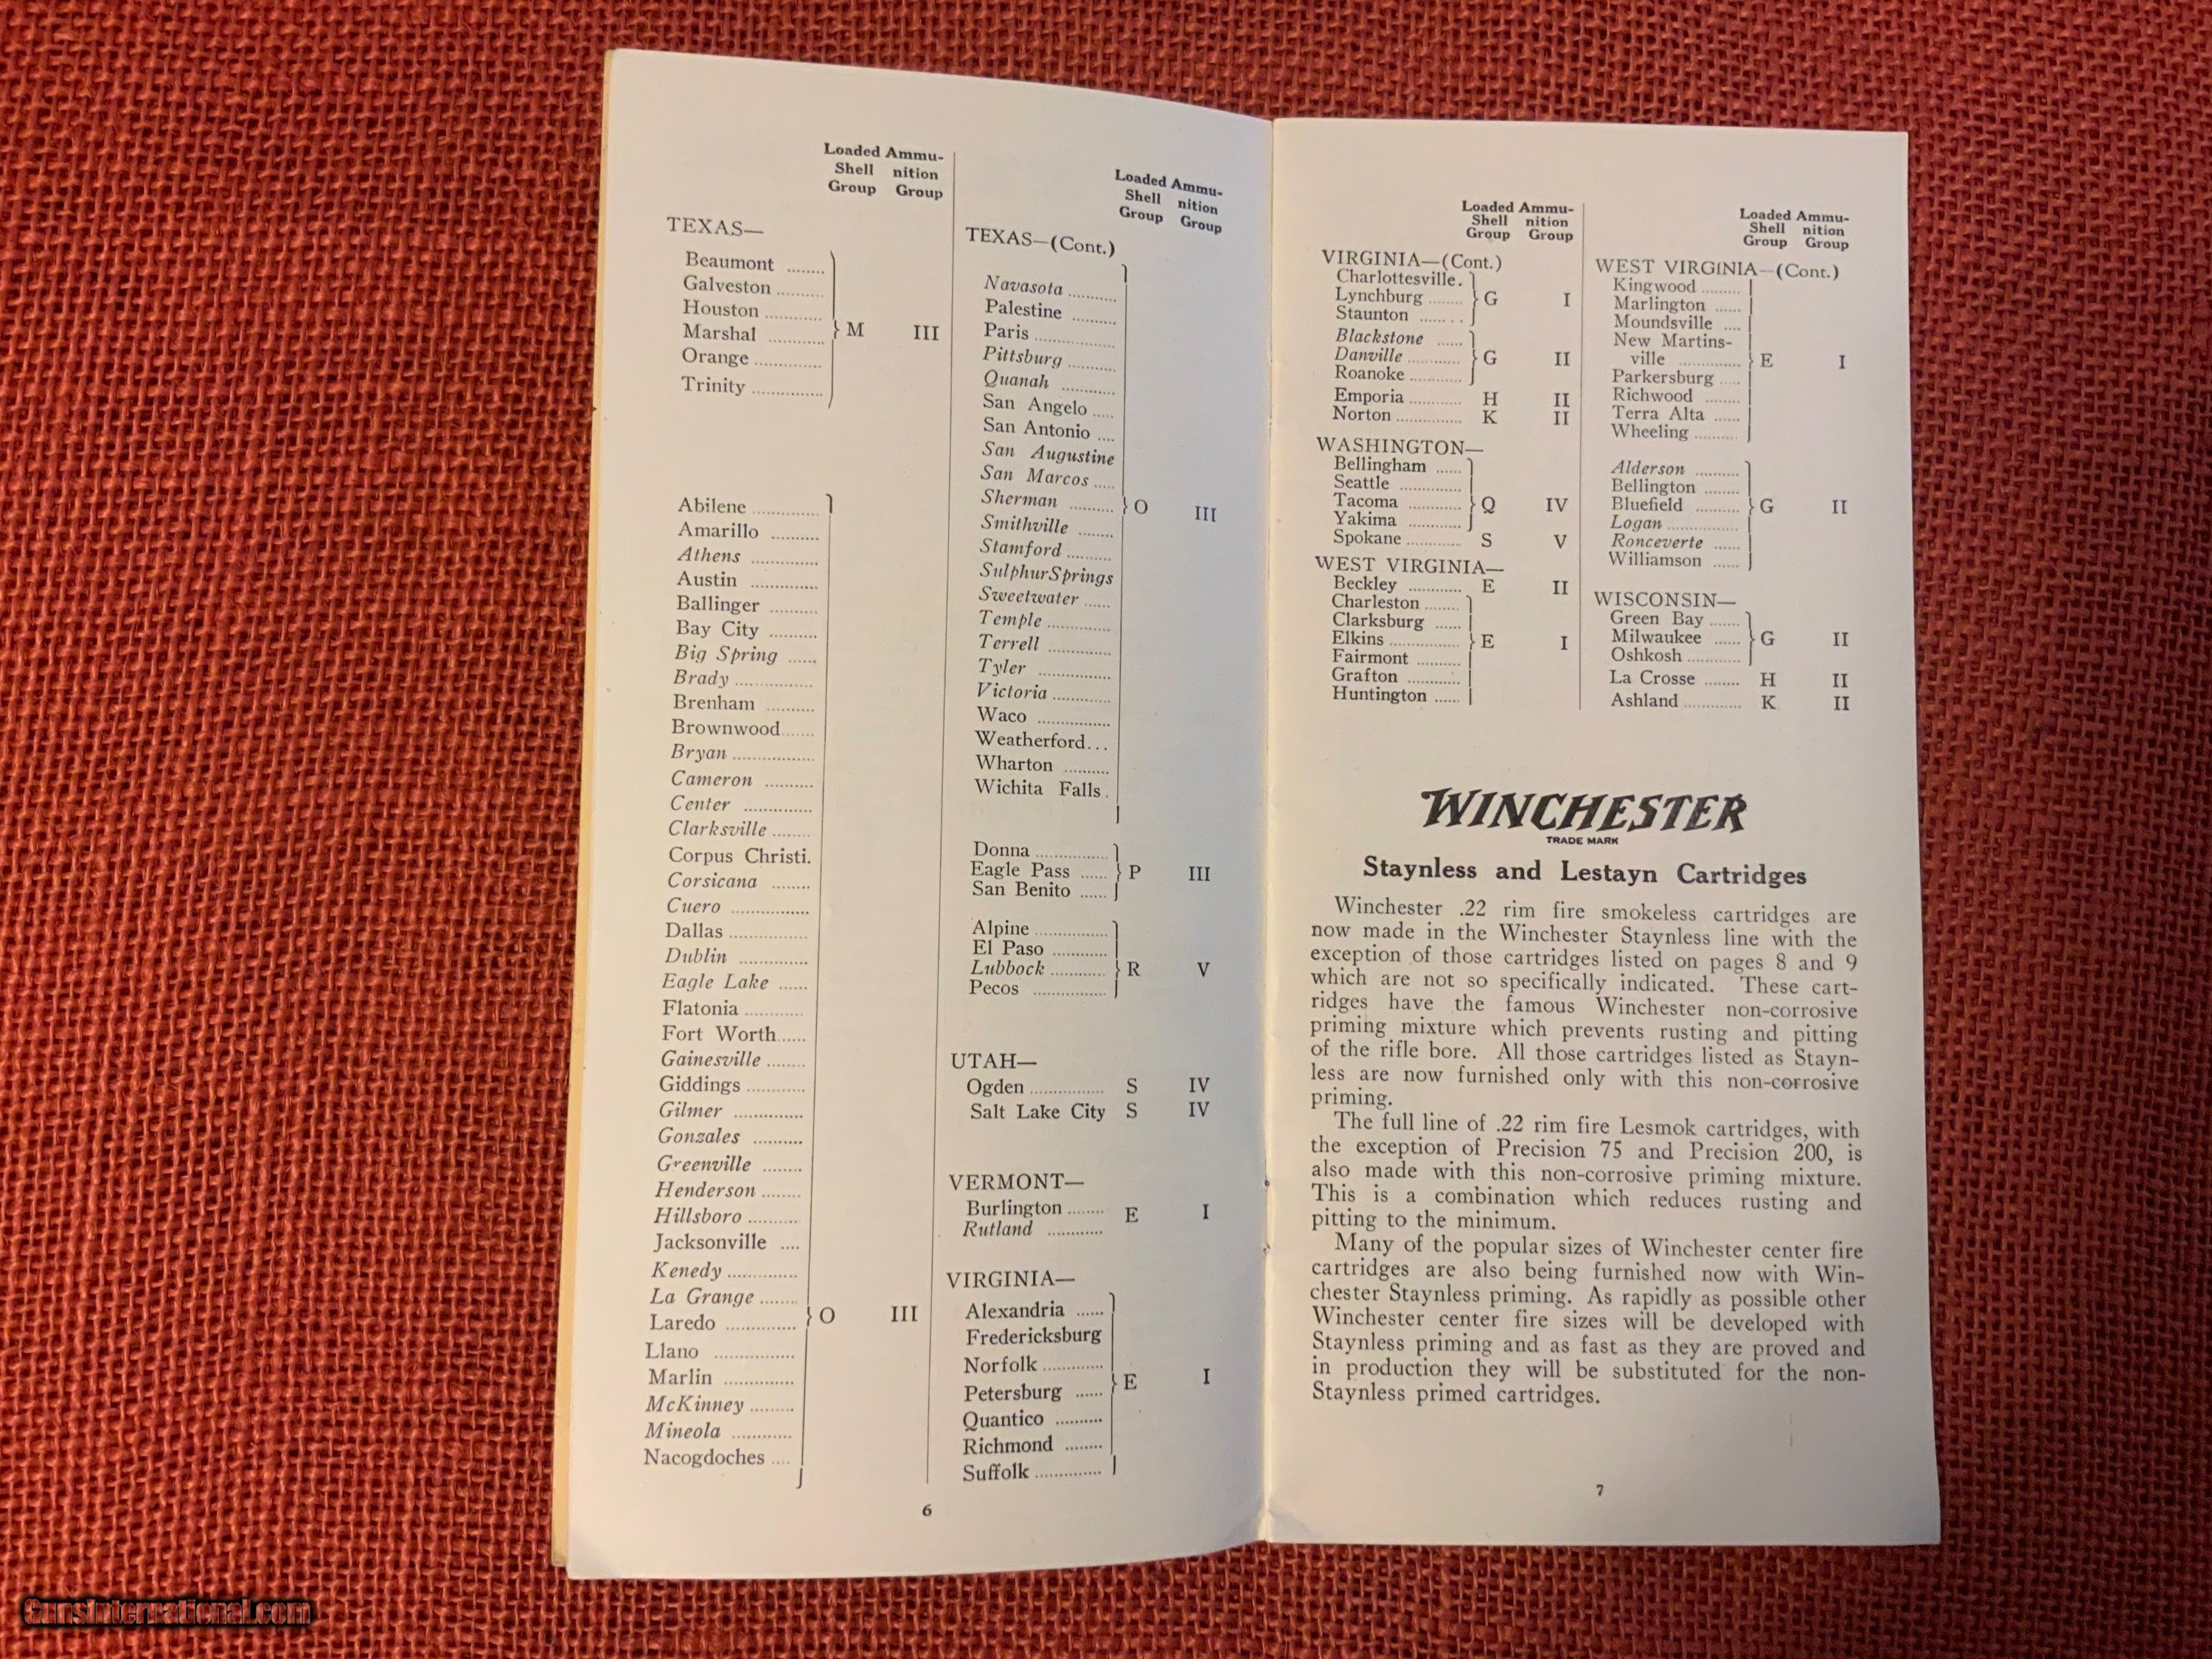 Loaded Ammu-
Shell nition
Group Group
TEXAS—
Beaumont ........
Galveston ..........
Houston ............
Marshal ............ } M III
Orange ..............
Trinity ...............
Abilene ..............
Amarillo ..........
Athens ..............
Austin ..............
Ballinger ..........
Bay City ..........
Big Spring ......
Brady ................
Brenham ..........
Brownwood.......
Bryan .................
Cameron ..........
Center ..............
Clarksville ........
Corpus Christi.
Corsicana ........
Cuero ................
Dallas ................
Dublin ..............
Eagle Lake ......
Flatonia ............
Fort Worth......
Gainesville ........
Giddings ............
Gilmer ..............
Gonzales ..........
Greenville ........
Henderson ........
Hillsboro ..........
Jacksonville ....
Kenedy ..............
La Grange ........
Laredo .............. } O III
Llano ................
Marlin ..............
McKinney .........
Mineola ............
Nacogdoches ....
Loaded Ammu-
Shell nition
Group Group
TEXAS—(Cont.)
Navasota ..........
Palestine ..........
Paris ................
Pittsburg ..........
Quanah ............
San Angelo .....
San Antonio ....
San Augustine
San Marcos .....
Sherman .......... } O III
Smithville ........
Stamford ..........
SulphurSprings
Sweetwater ......
Temple ..............
Terrell ..............
Tyler ................
Victoria ............
Waco ................
Weatherford...
Wharton ..........
Wichita Falls.
Donna ................
Eagle Pass ...... } P III
San Benito ......
Alpine ................
El Paso ............
Lubbock ............ } R V
Pecos ................
UTAH—
Ogden ................ S IV
Salt Lake City S IV
VERMONT—
Burlington ........ E I
Rutland ............
VIRGINIA—
Alexandria ......
Fredericksburg
Norfolk ............
Petersburg ...... } E I
Quantico ..........
Richmond ........
Suffolk ..............
6
Loaded Ammu-
Shell nition
Group Group
VIRGINIA—(Cont.)
Charlottesville.
Lynchburg ........ } G I
Staunton ........
Blackstone ......
Danville ............ } G II
Roanoke ............
Emporia ............ H II
Norton ............... K II
WASHINGTON—
Bellingham ......
Seattle ..............
Tacoma ............ } Q IV
Yakima ............
Spokane ............ S V
WEST VIRGINIA—
Beckley ............ E II
Charleston ........
Clarksburg ......
Elkins ................ } E I
Fairmont ..........
Grafton ............
Huntington ......
Loaded Ammu-
Shell nition
Group Group
WEST VIRGINIA—(Cont.)
Kingwood .........
Marlington ......
Moundsville ....
New Martins-
ville .............. } E I
Parkersburg ....
Richwood ........
Terra Alta ......
Wheeling ..........
Alderson ..........
Bellington ........
Bluefield .......... } G II
Logan ................
Ronceverte ......
Williamson ......
WISCONSIN—
Green Bay ......
Milwaukee ...... } G II
Oshkosh ............
La Crosse ........ H II
Ashland ............. K II
WINCHESTER
TRADE MARK
Staynless and Lestayn Cartridges
Winchester .22 rim fire smokeless cartridges are
now made in the Winchester Staynless line with the
exception of those cartridges listed on pages 8 and 9
which are not so specifically indicated. These cart-
ridges have the famous Winchester non-corrosive
priming mixture which prevents rusting and pitting
of the rifle bore. All those cartridges listed as Stayn-
less are now furnished only with this non-corrosive
priming.
The full line of .22 rim fire Lesmok cartridges, with
the exception of Precision 75 and Precision 200, is
also made with this non-corrosive priming mixture.
This is a combination which reduces rusting and
pitting to the minimum.
Many of the popular sizes of Winchester center fire
cartridges are also being furnished now with Win-
chester Staynless priming. As rapidly as possible other
Winchester center fire sizes will be developed with
Staynless priming and as fast as they are proved and
in production they will be substituted for the non-
Staynless primed cartridges.
7
GunsInternational.com